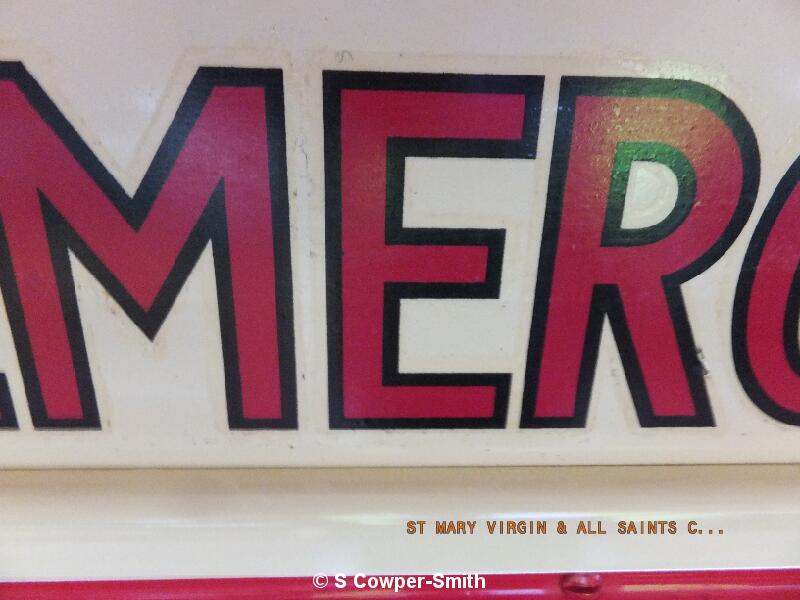 MERC
ST MARY VIRGIN & ALL SAINTS C...
© S Cowper-Smith